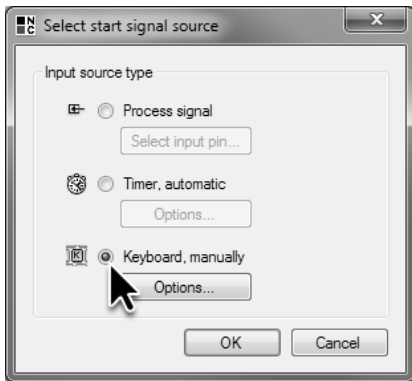 NC Select start signal source X
Input source type
Process signal
Select input pin...
Timer, automatic
Options...
K Keyboard, manually
Options...
OK Cancel